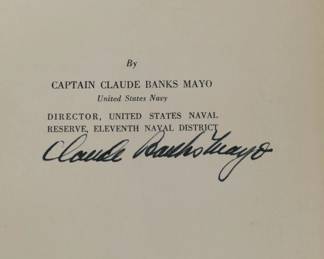 By
CAPTAIN CLAUDE BANKS MAYO
United States Navy
DIRECTOR, UNITED STATES NAVAL
RESERVE, ELEVENTH NAVAL DISTRICT
Claude Banks Mayo